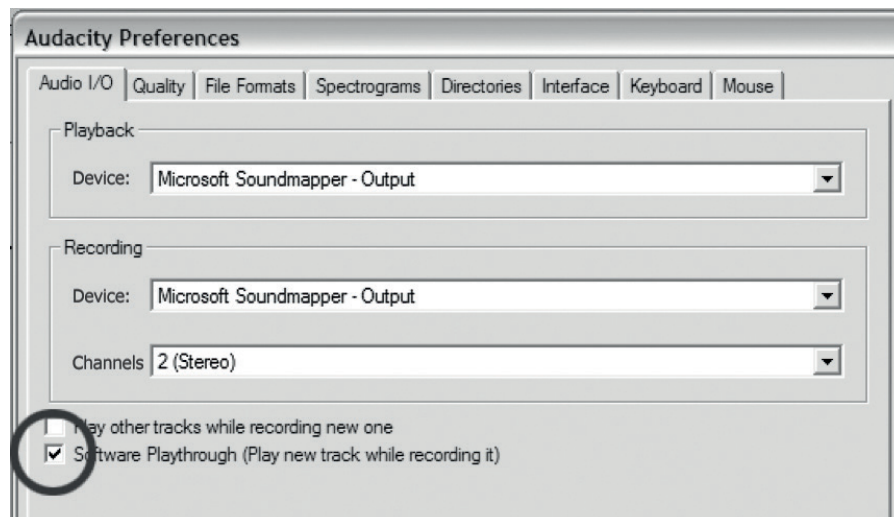 Audacity Preferences
Audio I/O Quality File Formats Spectrograms Directories Interface Keyboard Mouse
Playback
Device: Microsoft Soundmapper - Output
Recording
Device: Microsoft Soundmapper - Output
Channels 2 (Stereo)
Play other tracks while recording new one
Software Playthrough (Play new track while recording it)